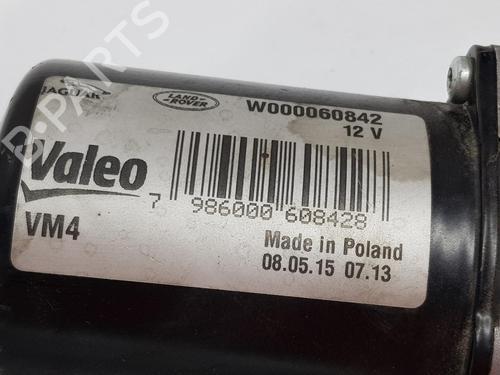 B-PARTS
JAGUAR
LAND ROVER
W000060842
12 V
Valeo
7 986000 608428
VM4
Made in Poland
08.05.15 07.13